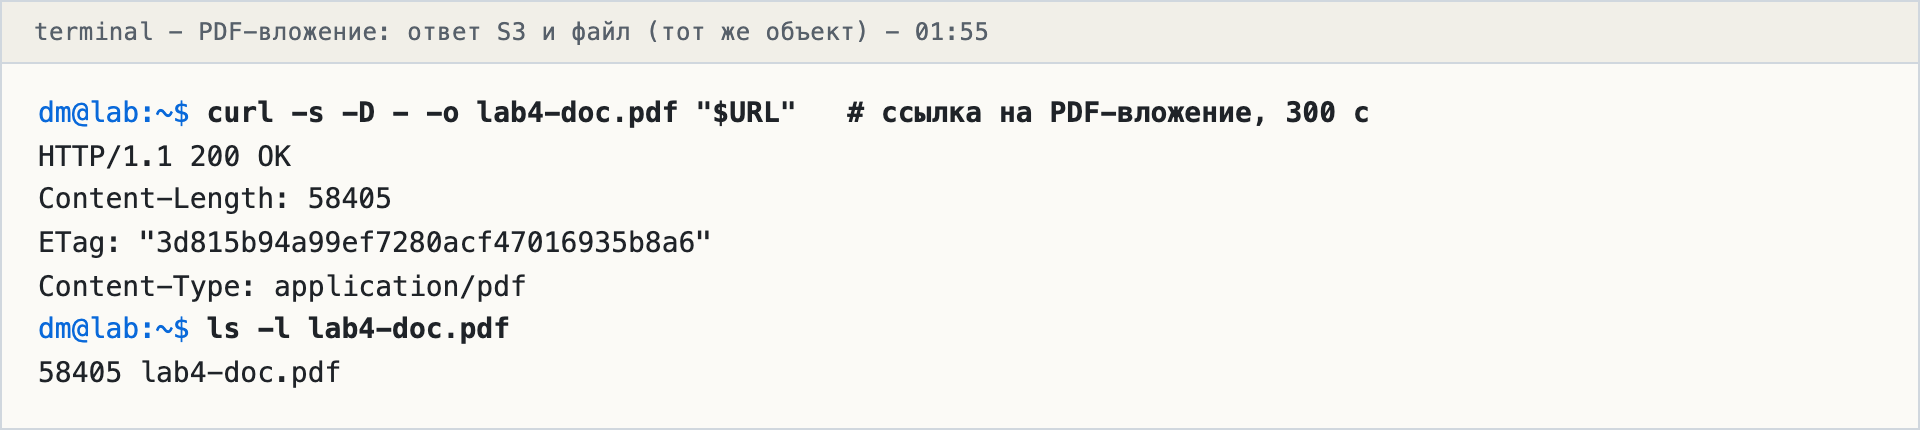 terminal — PDF-вложение: ответ S3 и файл (тот же объект) — 01:55
dm@lab:~$ curl -s -D - -o lab4-doc.pdf "$URL"   # ссылка на PDF-вложение, 300 с
HTTP/1.1 200 OK
Content-Length: 58405
ETag: "3d815b94a99ef7280acf47016935b8a6"
Content-Type: application/pdf
dm@lab:~$ ls -l lab4-doc.pdf
58405 lab4-doc.pdf